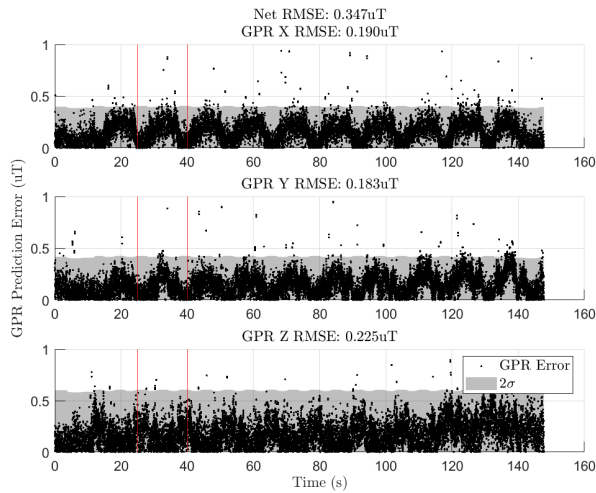 Net RMSE: 0.347uT
GPR X RMSE: 0.190uT
1
0.5
0
0 20 40 60 80 100 120 140 160
GPR Y RMSE: 0.183uT
1
0.5
0
0 20 40 60 80 100 120 140 160
GPR Prediction Error (uT)
GPR Z RMSE: 0.225uT
1
0.5
0
GPR Error
2σ
0 20 40 60 80 100 120 140 160
Time (s)